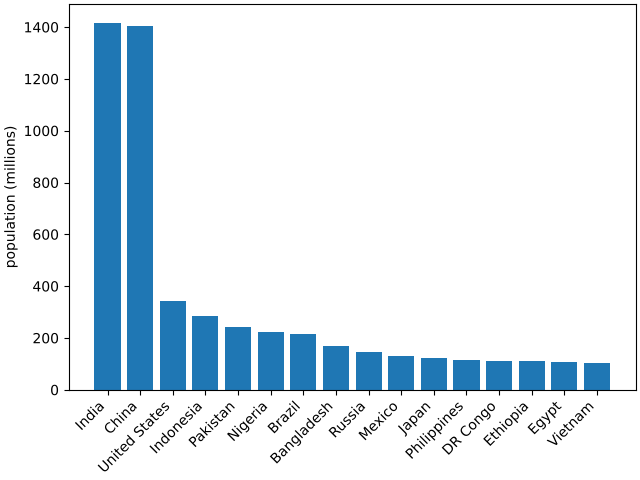 population (millions)
1400
1200
1000
800
600
400
200
0
India
China
United States
Indonesia
Pakistan
Nigeria
Brazil
Bangladesh
Russia
Mexico
Japan
Philippines
DR Congo
Ethiopia
Egypt
Vietnam